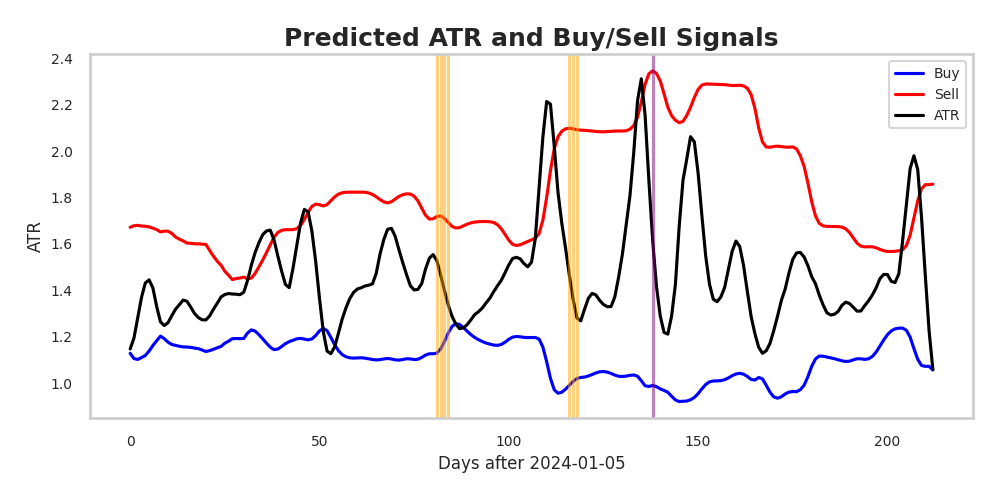 Predicted ATR and Buy/Sell Signals
2.4
2.2
2.0
1.8
1.6
1.4
1.2
1.0
ATR
Buy
Sell
ATR
0
50
100
150
200
Days after 2024-01-05